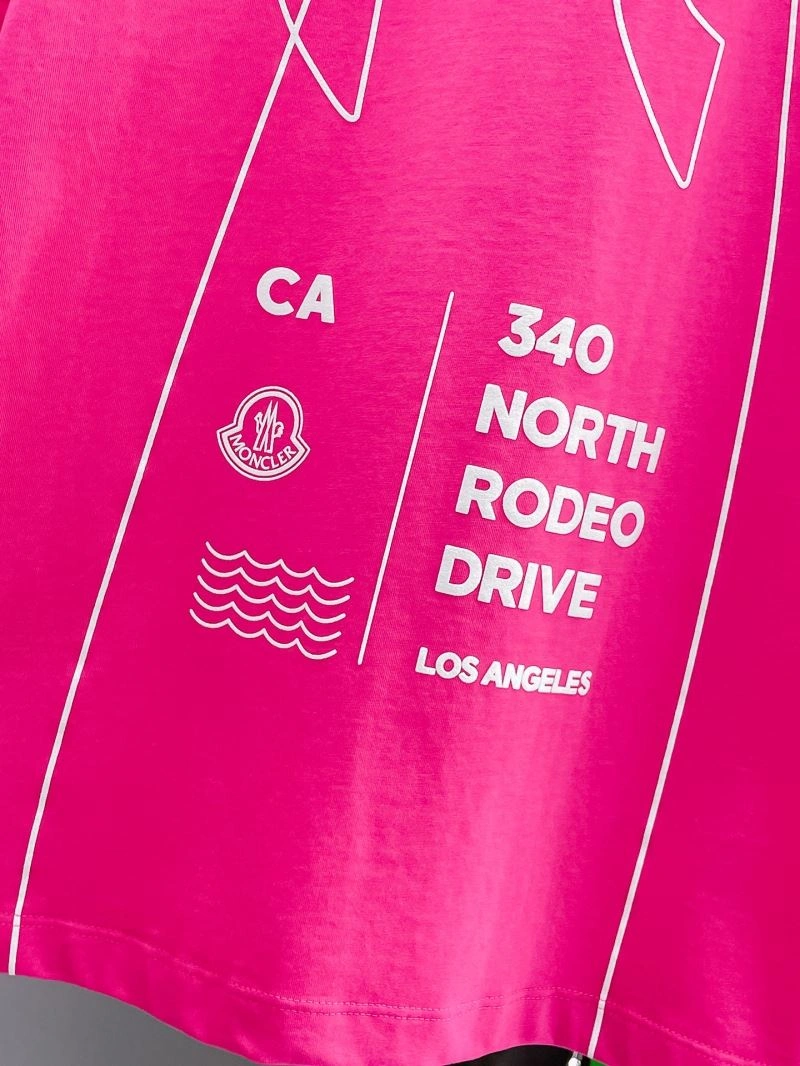 CA
MONCLER
340
NORTH
RODEO
DRIVE
LOS ANGELES